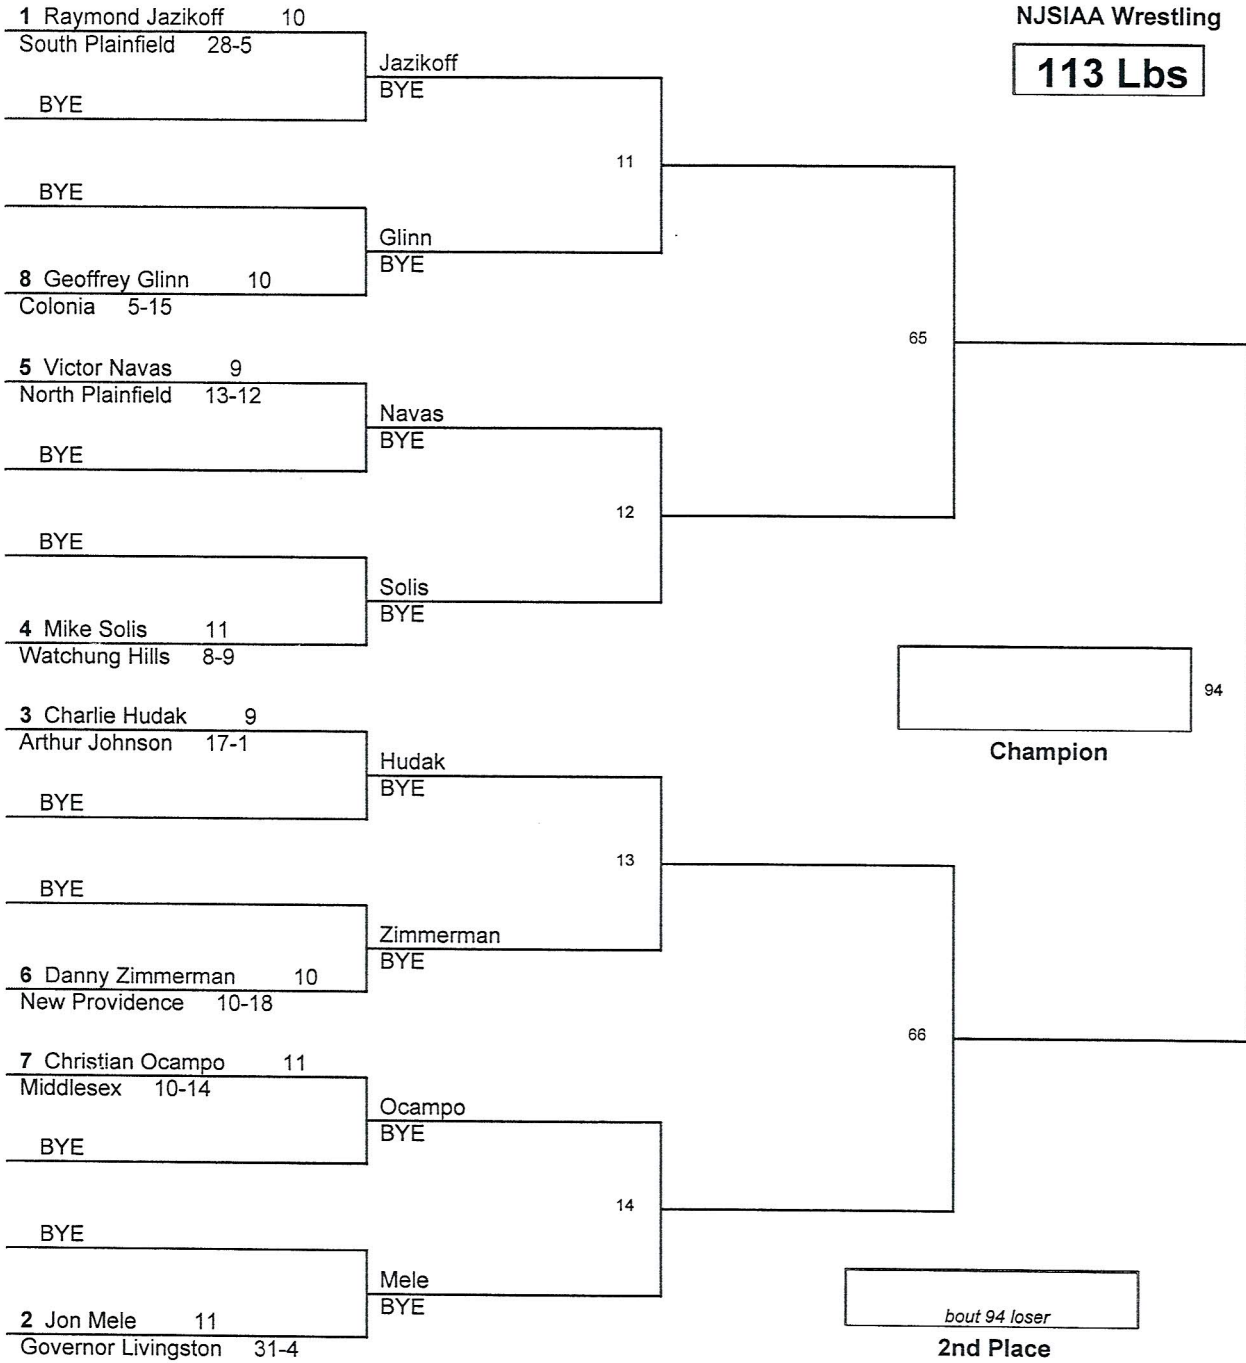 NJSIAA Wrestling
113 Lbs
1 Raymond Jazikoff 10
South Plainfield 28-5
Jazikoff
BYE
BYE
11
BYE
Glinn
BYE
8 Geoffrey Glinn 10
Colonia 5-15
65
5 Victor Navas 9
North Plainfield 13-12
Navas
BYE
BYE
12
BYE
Solis
BYE
4 Mike Solis 11
Watchung Hills 8-9
94
Champion
3 Charlie Hudak 9
Arthur Johnson 17-1
Hudak
BYE
BYE
13
BYE
Zimmerman
BYE
6 Danny Zimmerman 10
New Providence 10-18
66
7 Christian Ocampo 11
Middlesex 10-14
Ocampo
BYE
BYE
14
BYE
Mele
BYE
2 Jon Mele 11
Governor Livingston 31-4
bout 94 loser
2nd Place